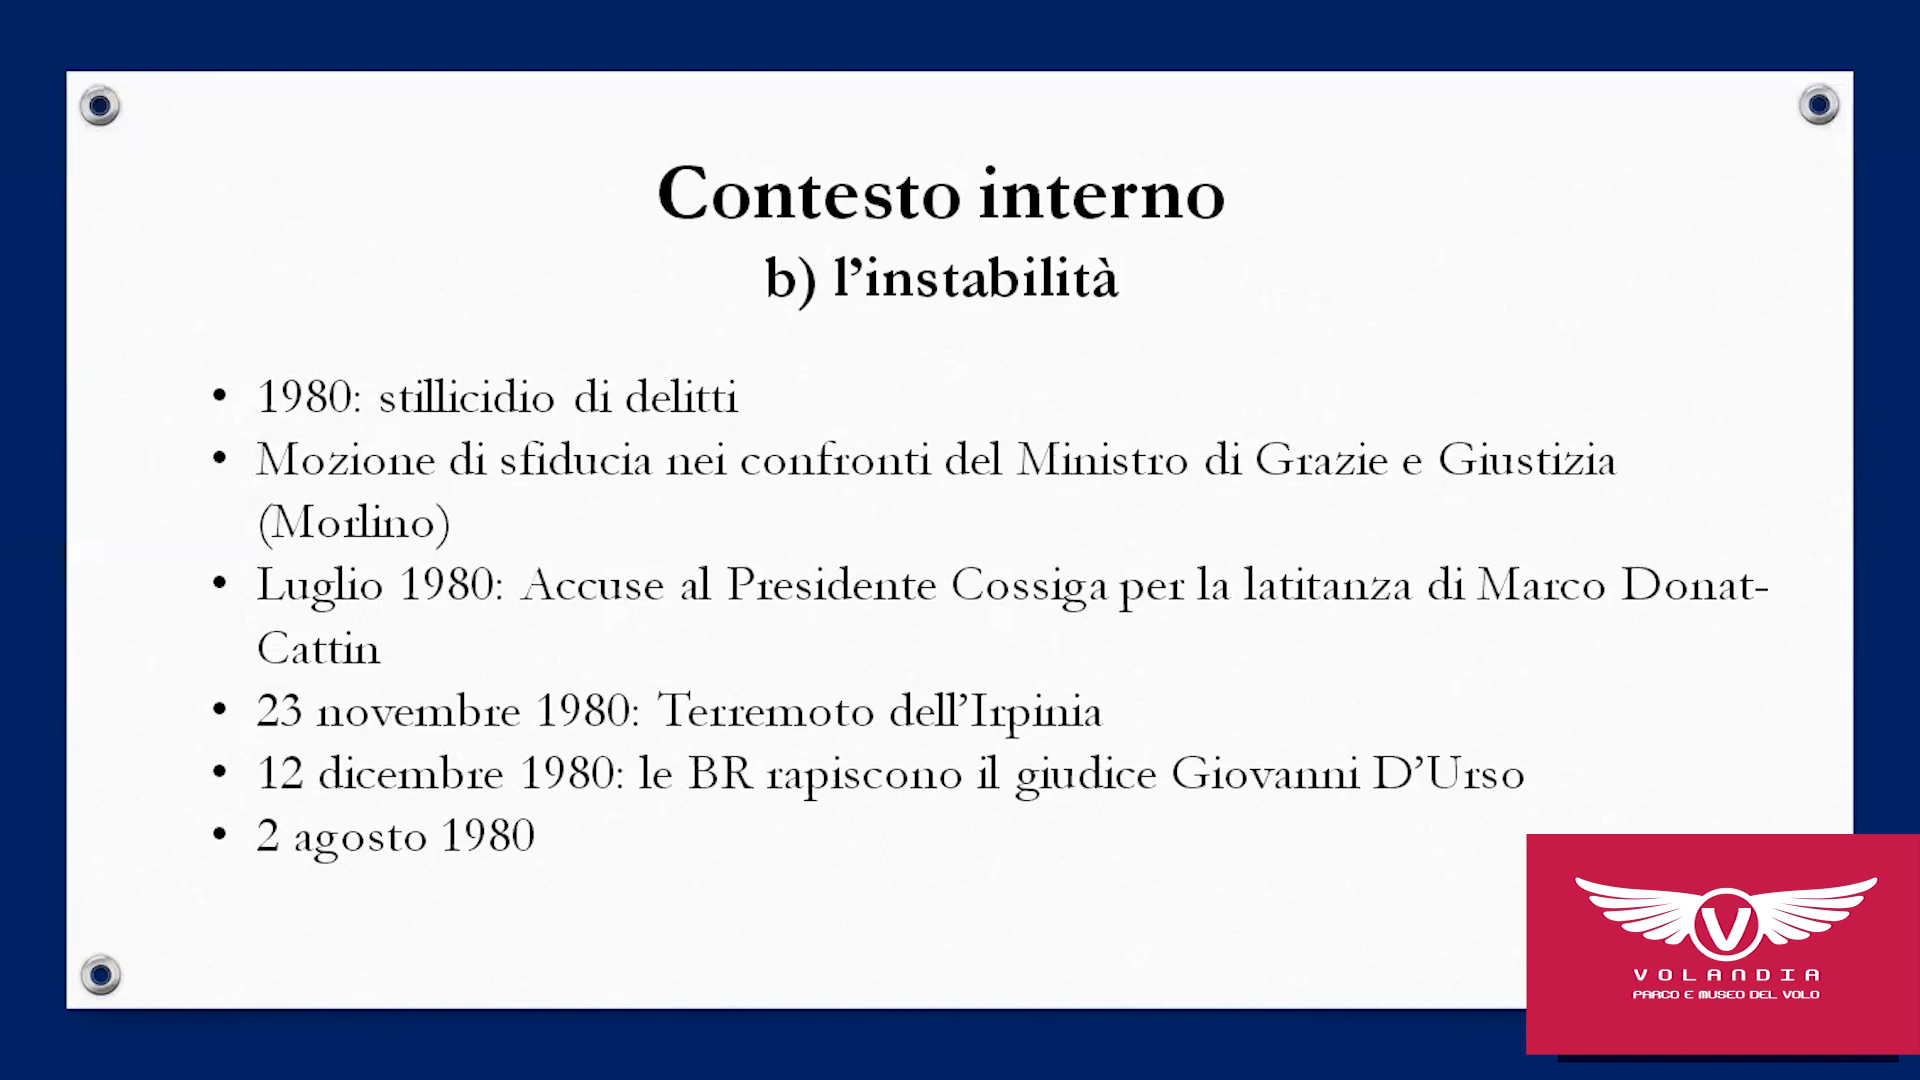 Contesto interno
b) l’instabilità
• 1980: stillicidio di delitti
• Mozione di sfiducia nei confronti del Ministro di Grazie e Giustizia
(Morlino)
• Luglio 1980: Accuse al Presidente Cossiga per la latitanza di Marco Donat-
Cattin
• 23 novembre 1980: Terremoto dell’Irpinia
• 12 dicembre 1980: le BR rapiscono il giudice Giovanni D’Urso
• 2 agosto 1980
V
VOLANDIA
PARCO E MUSEO DEL VOLO